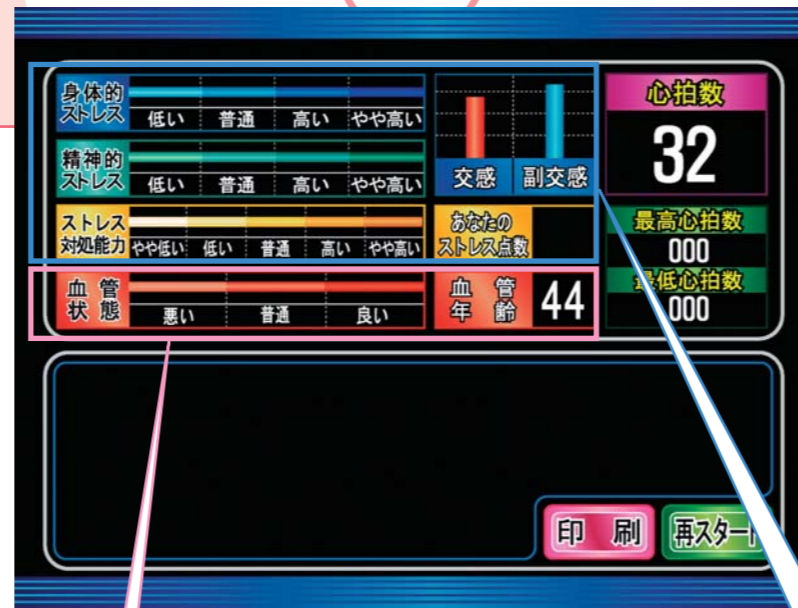 身体的
ストレス
低い 普通 高い やや高い
精神的
ストレス
低い 普通 高い やや高い
ストレス
対処能力
やや低い 低い 普通 高い やや高い
血管
状態
悪い 普通 良い
交感 副交感
あなたの
ストレス点数
血管
年齢
44
心拍数
32
最高心拍数
000
最低心拍数
000
印刷
再スタート